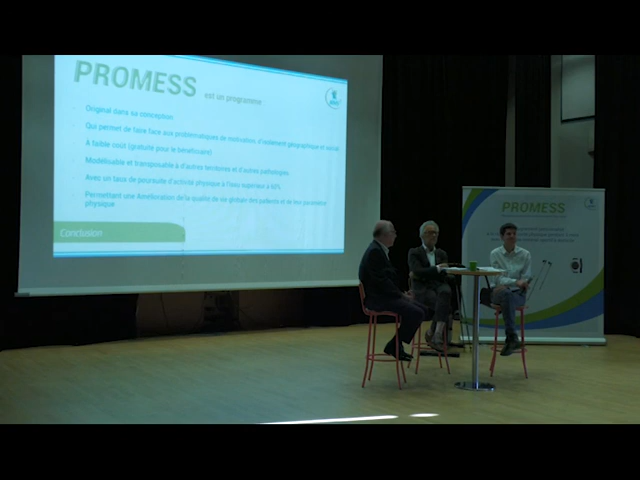 PROMESS est un programme
Original dans sa conception
Qui permet de faire face aux problématiques de motivation, d'isolement géographique et social
À faible coût (gratuité pour le bénéficiaire)
Modélisable et transposable à d'autres territoires et d'autres pathologies
Avec un taux de poursuite d'activité physique à l'issu supérieur à 60%
Permettant une Amélioration de la qualité de vie globale des patients et de leur paramètres
physique
Conclusion
PROMESS